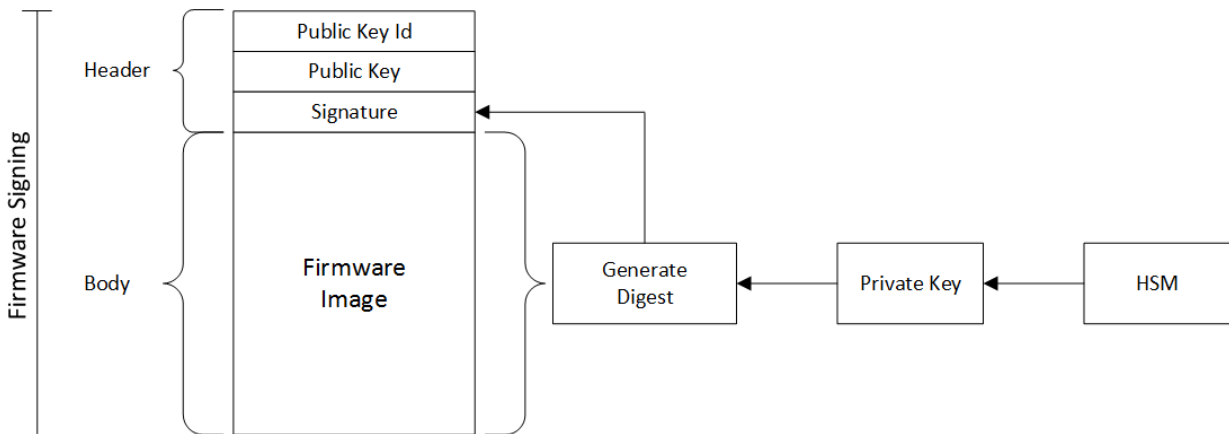 Firmware Signing
Header
Public Key Id
Public Key
Signature
Body
Firmware
Image
Generate
Digest
Private Key
HSM